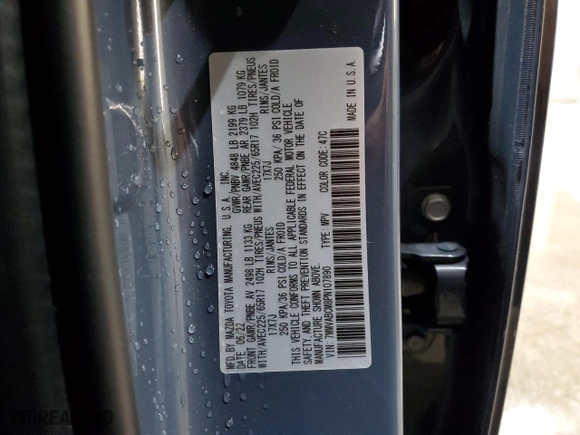 MFD. BY MAZDA TOYOTA MANUFACTURING, U.S.A., INC.
06/22 GVWR/PNBV 4848 LB 2199 KG
FRONT GAWR/PNBE AV 2498 LB 1133 KG REAR GAWR/PNBE AR 2379 LB 1079 KG
WITH/AVEC225/65R17 102H TIRES/PNEUS WITH/AVEC225/65R17 102H TIRES/PNEUS
17X7J RIMS/JANTES 17X7J RIMS/JANTES
250 KPA/36 PSI COLD/A FROID 250 KPA/36 PSI COLD/A FROID
THIS VEHICLE CONFORMS TO ALL APPLICABLE FEDERAL MOTOR VEHICLE
SAFETY, AND THEFT PREVENTION STANDARDS IN EFFECT ON THE DATE OF
MANUFACTURE SHOWN ABOVE.
VIN: 7MMVABCM8PN107890 TYPE: MPV COLOR CODE: 47C
MADE IN U.S.A.